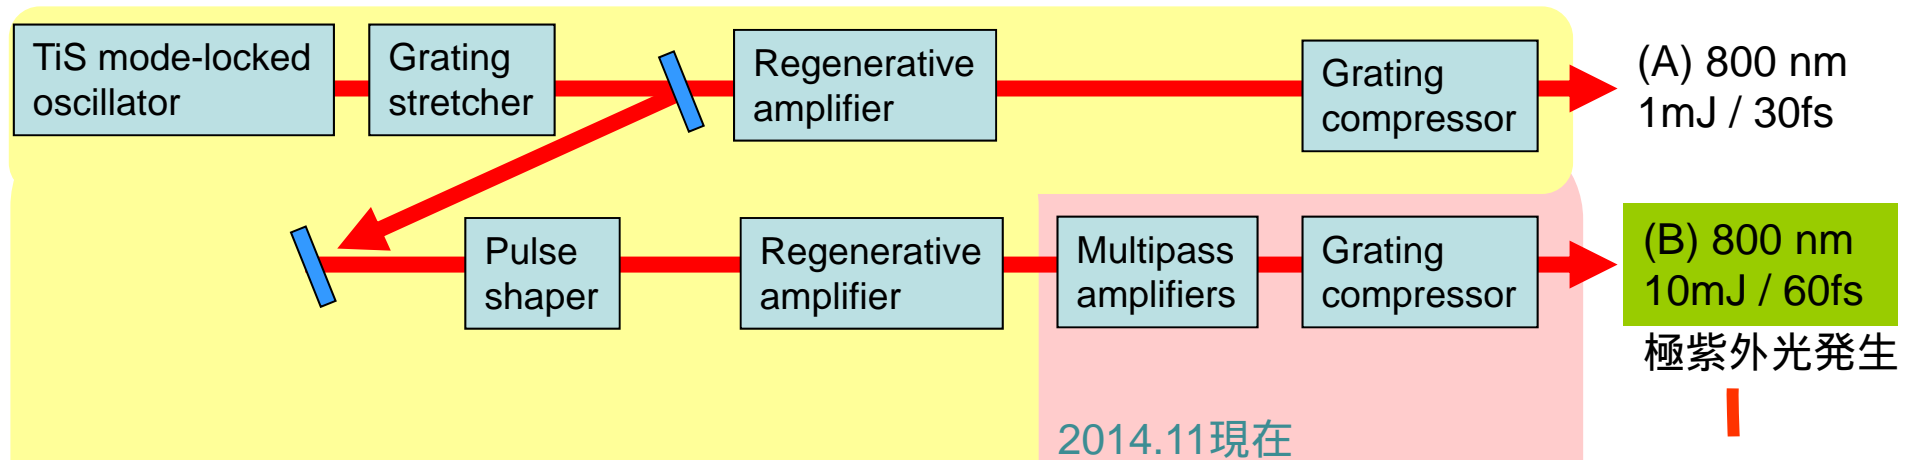 TiS mode-locked
oscillator
Grating
stretcher
Regenerative
amplifier
Grating
compressor
(A) 800 nm
1mJ / 30fs
Pulse
shaper
Regenerative
amplifier
Multipass
amplifiers
Grating
compressor
(B) 800 nm
10mJ / 60fs
極紫外光発生
2014.11現在